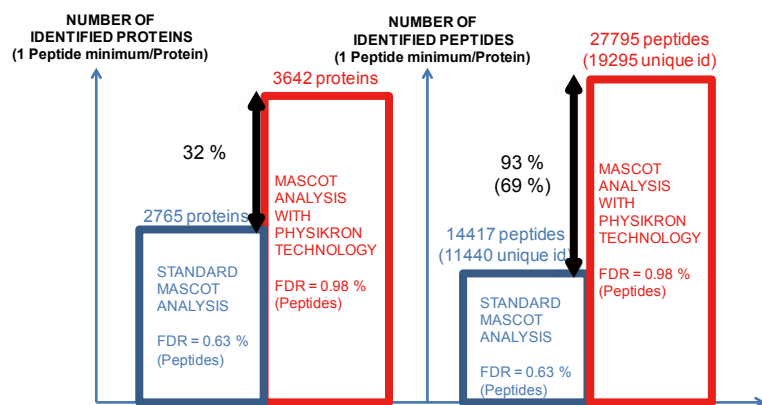 NUMBER OF
IDENTIFIED PROTEINS
(1 Peptide minimum/Protein)
3642 proteins
32 %
2765 proteins
STANDARD
MASCOT
ANALYSIS
FDR = 0.63 %
(Peptides)
MASCOT
ANALYSIS
WITH
PHYSIKRON
TECHNOLOGY
FDR = 0.98 %
(Peptides)
NUMBER OF
IDENTIFIED PEPTIDES
(1 Peptide minimum/Protein)
27795 peptides
(19295 unique id)
93 %
(69 %)
14417 peptides
(11440 unique id)
STANDARD
MASCOT
ANALYSIS
FDR = 0.63 %
(Peptides)
MASCOT
ANALYSIS
WITH
PHYSIKRON
TECHNOLOGY
FDR = 0.98 %
(Peptides)